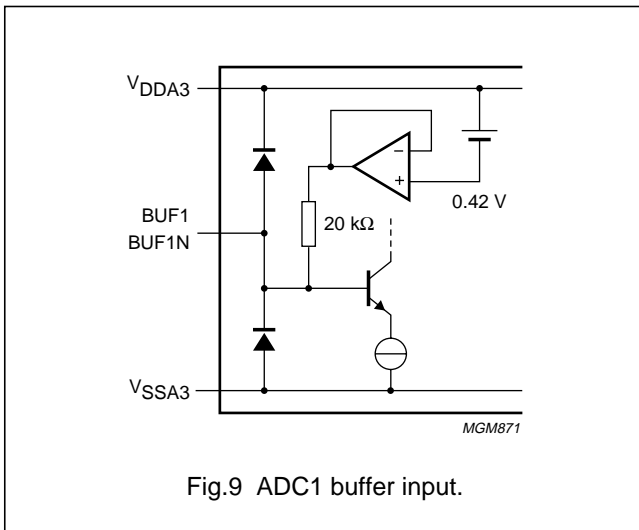 VDDA3
−
+
0.42 V
BUF1
BUF1N
20 kΩ
VSSA3
MGM871
Fig.9 ADC1 buffer input.